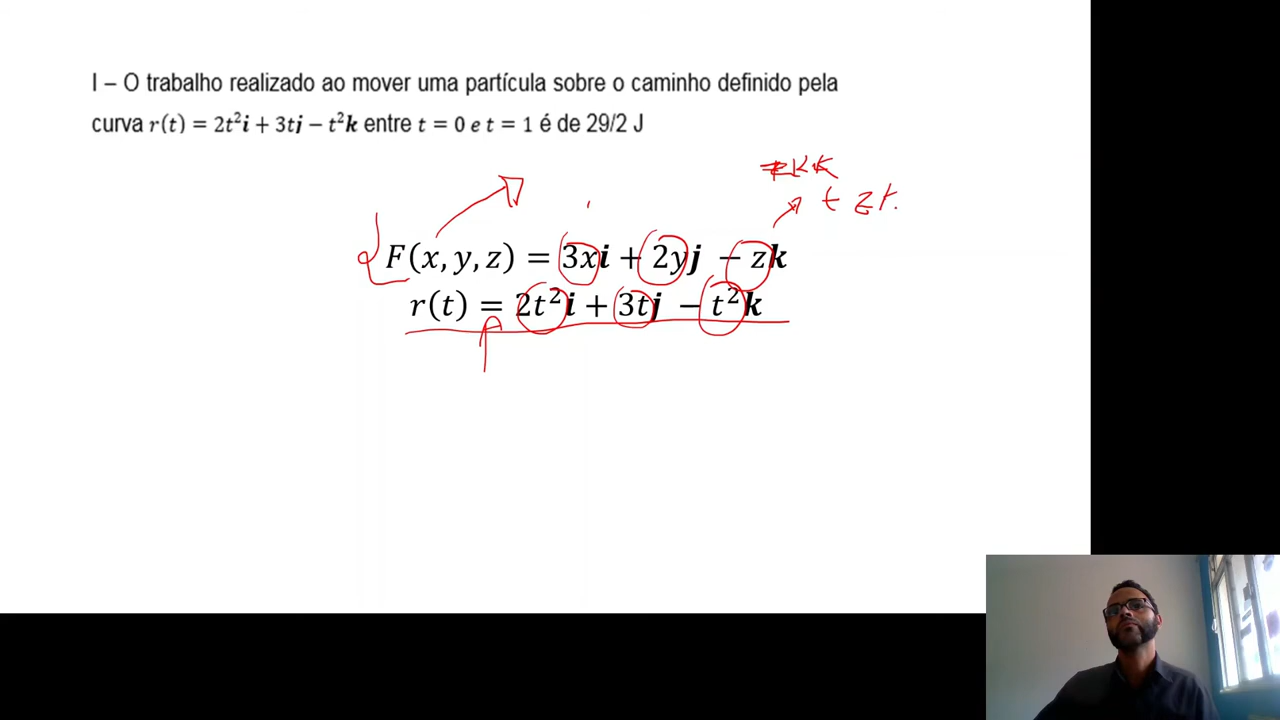 I – O trabalho realizado ao mover uma partícula sobre o caminho definido pela
curva r(t) = 2t²i + 3tj − t²k entre t = 0 e t = 1 é de 29/2 J
t zk.
F(x, y, z) = 3xi + 2yj − zk
r(t) = 2t²i + 3tj − t²k